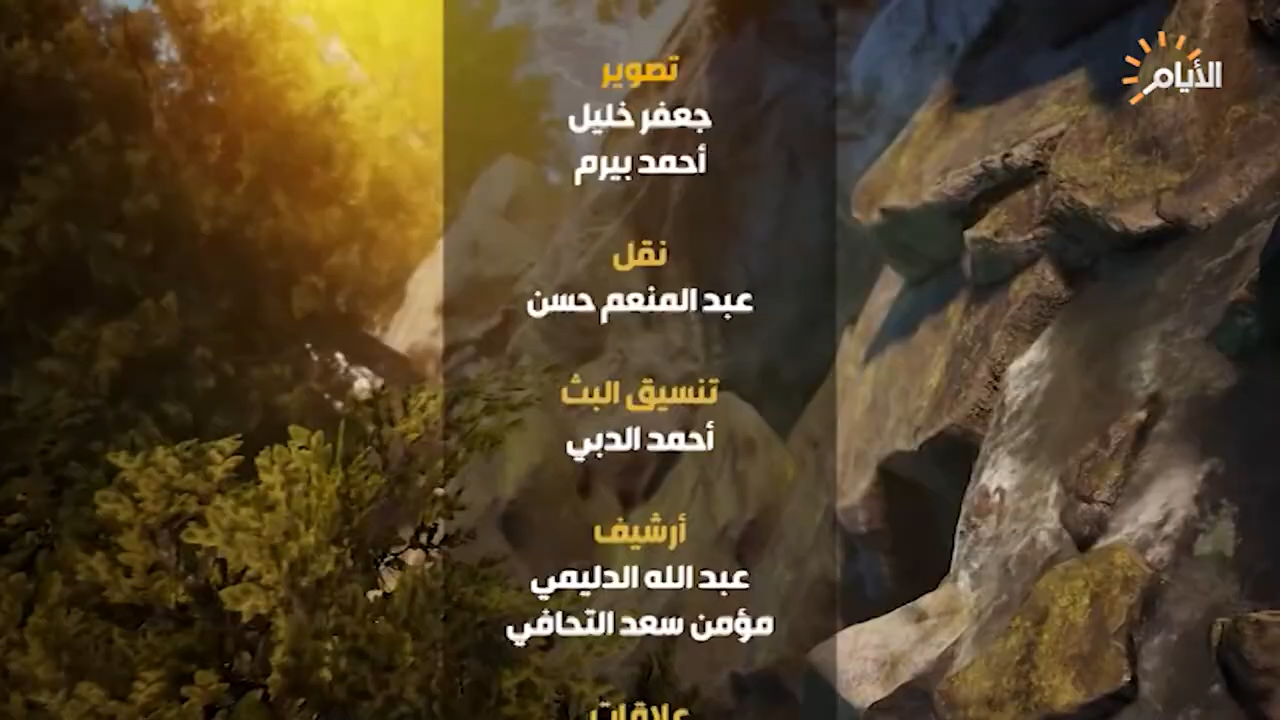 الأيام
تصوير
جعفر خليل
أحمد بيرم
نقل
عبد المنعم حسن
تنسيق البث
أحمد الدبي
أرشيف
عبد الله الدليمي
مؤمن سعد التحافي
علاقات